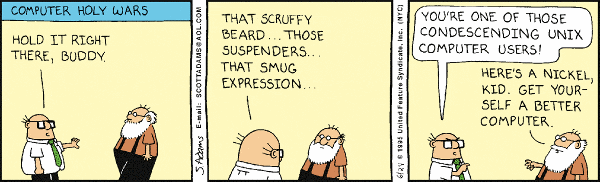 COMPUTER HOLY WARS
HOLD IT RIGHT
THERE, BUDDY.
S.Adams E-mail: SCOTTADAMS@AOL.COM
THAT SCRUFFY
BEARD...THOSE
SUSPENDERS...
THAT SMUG
EXPRESSION...
© 1995 United Feature Syndicate, Inc. (NYC)
YOU'RE ONE OF THOSE
CONDESCENDING UNIX
COMPUTER USERS!
HERE'S A NICKEL,
KID. GET YOUR-
SELF A BETTER
COMPUTER.